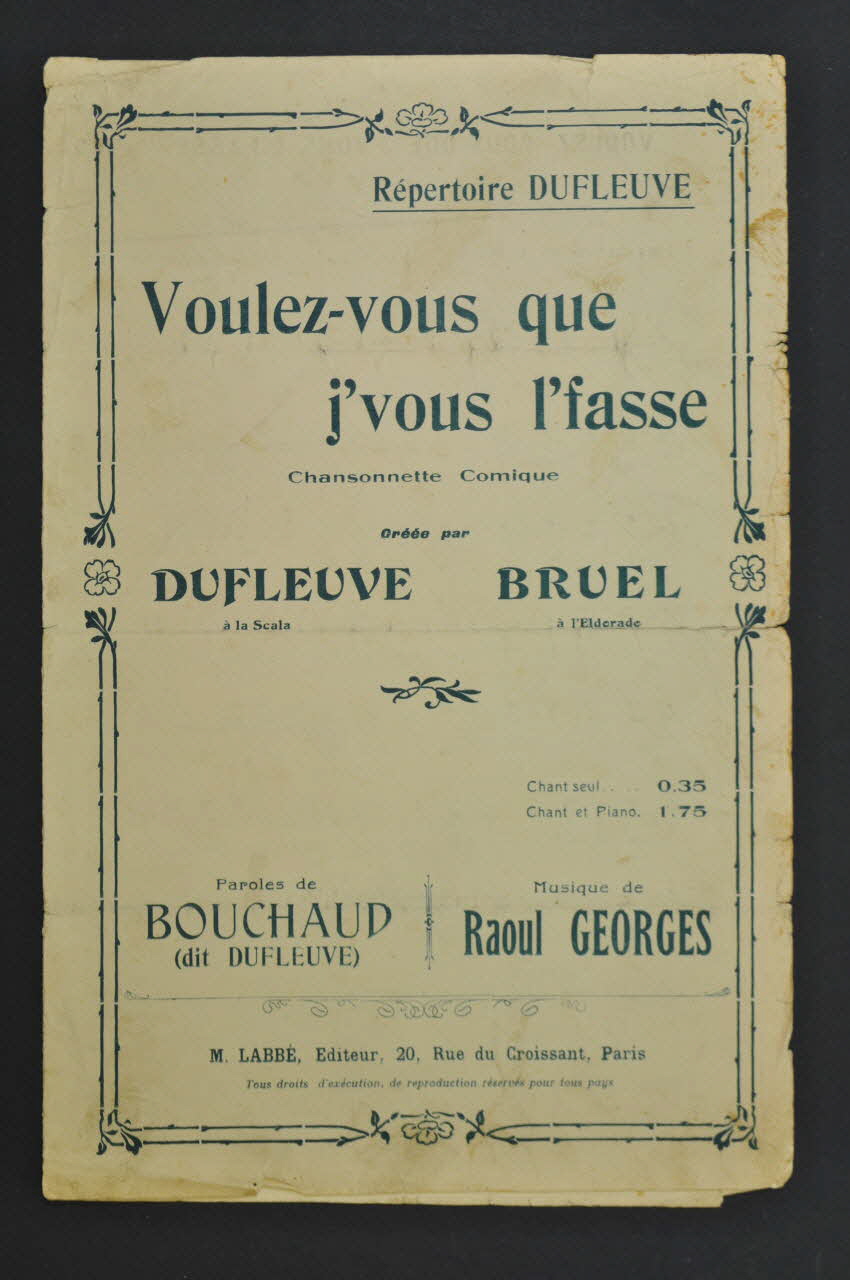 Répertoire DUFLEUVE
Voulez-vous que
j'vous l'fasse
Chansonnette Comique
Créée par
DUFLEUVE BRUEL
à la Scala à l'Elderade
Chant seul . . . . 0.35
Chant et Piano. 1.75
Paroles de Musique de
BOUCHAUD Raoul GEORGES
(dit DUFLEUVE)
M. LABBÉ, Editeur, 20, Rue du Croissant, Paris
Tous droits d'exécution, de reproduction réservés pour tous pays